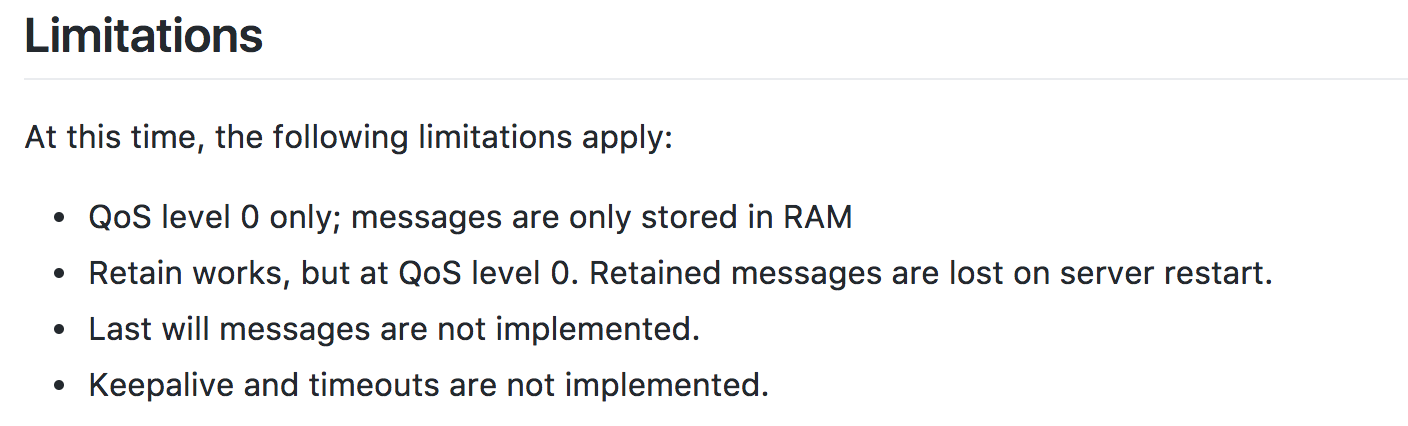 Limitations
At this time, the following limitations apply:
• QoS level 0 only; messages are only stored in RAM
• Retain works, but at QoS level 0. Retained messages are lost on server restart.
• Last will messages are not implemented.
• Keepalive and timeouts are not implemented.